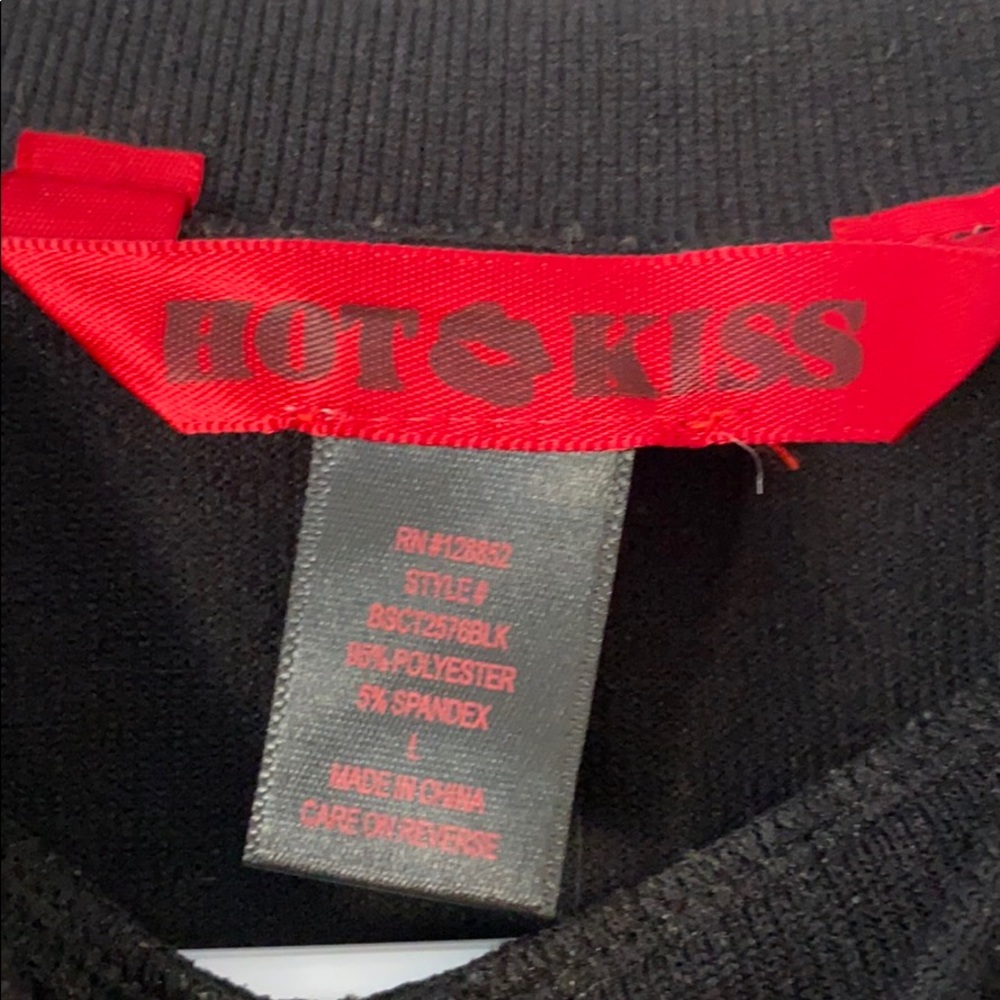 HOT KISS
RN #128852
STYLE #
BSCT2576BLK
95% POLYESTER
5% SPANDEX
L
MADE IN CHINA
CARE ON REVERSE